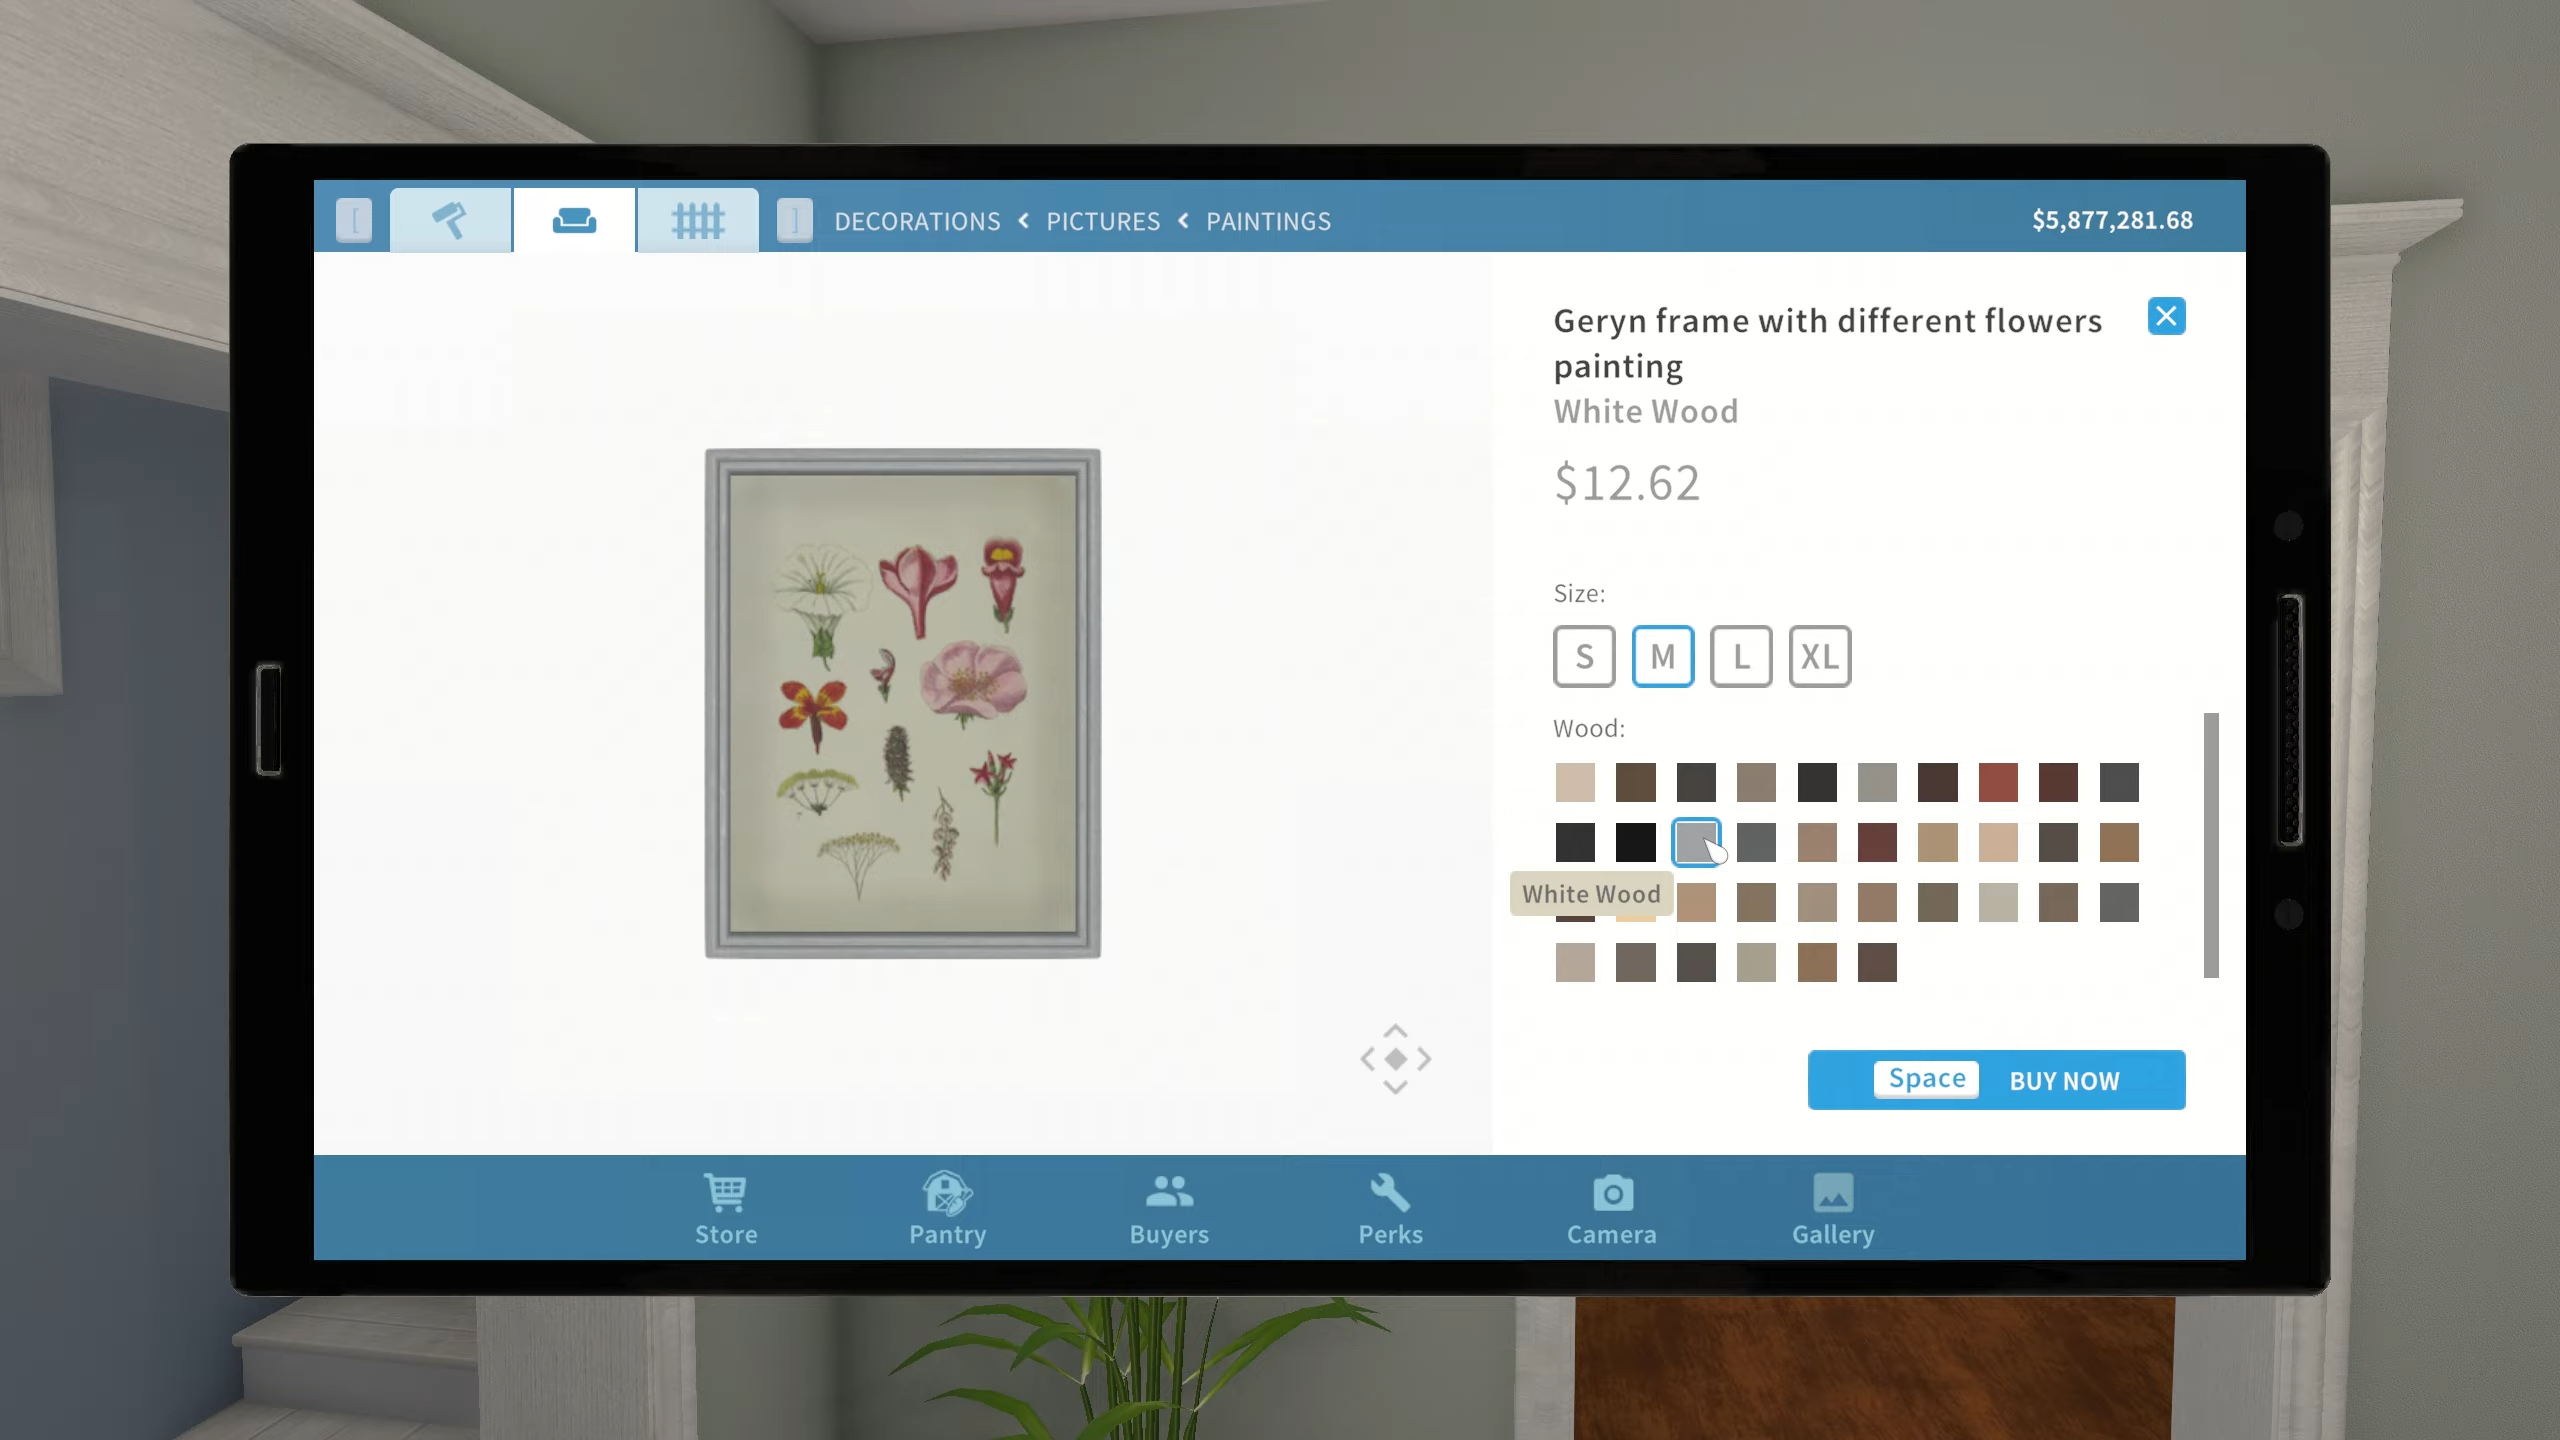 [ ] DECORATIONS < PICTURES < PAINTINGS $5,877,281.68
Geryn frame with different flowers
painting
White Wood
$12.62
Size:
S M L XL
Wood:
White Wood
Space BUY NOW
Store Pantry Buyers Perks Camera Gallery